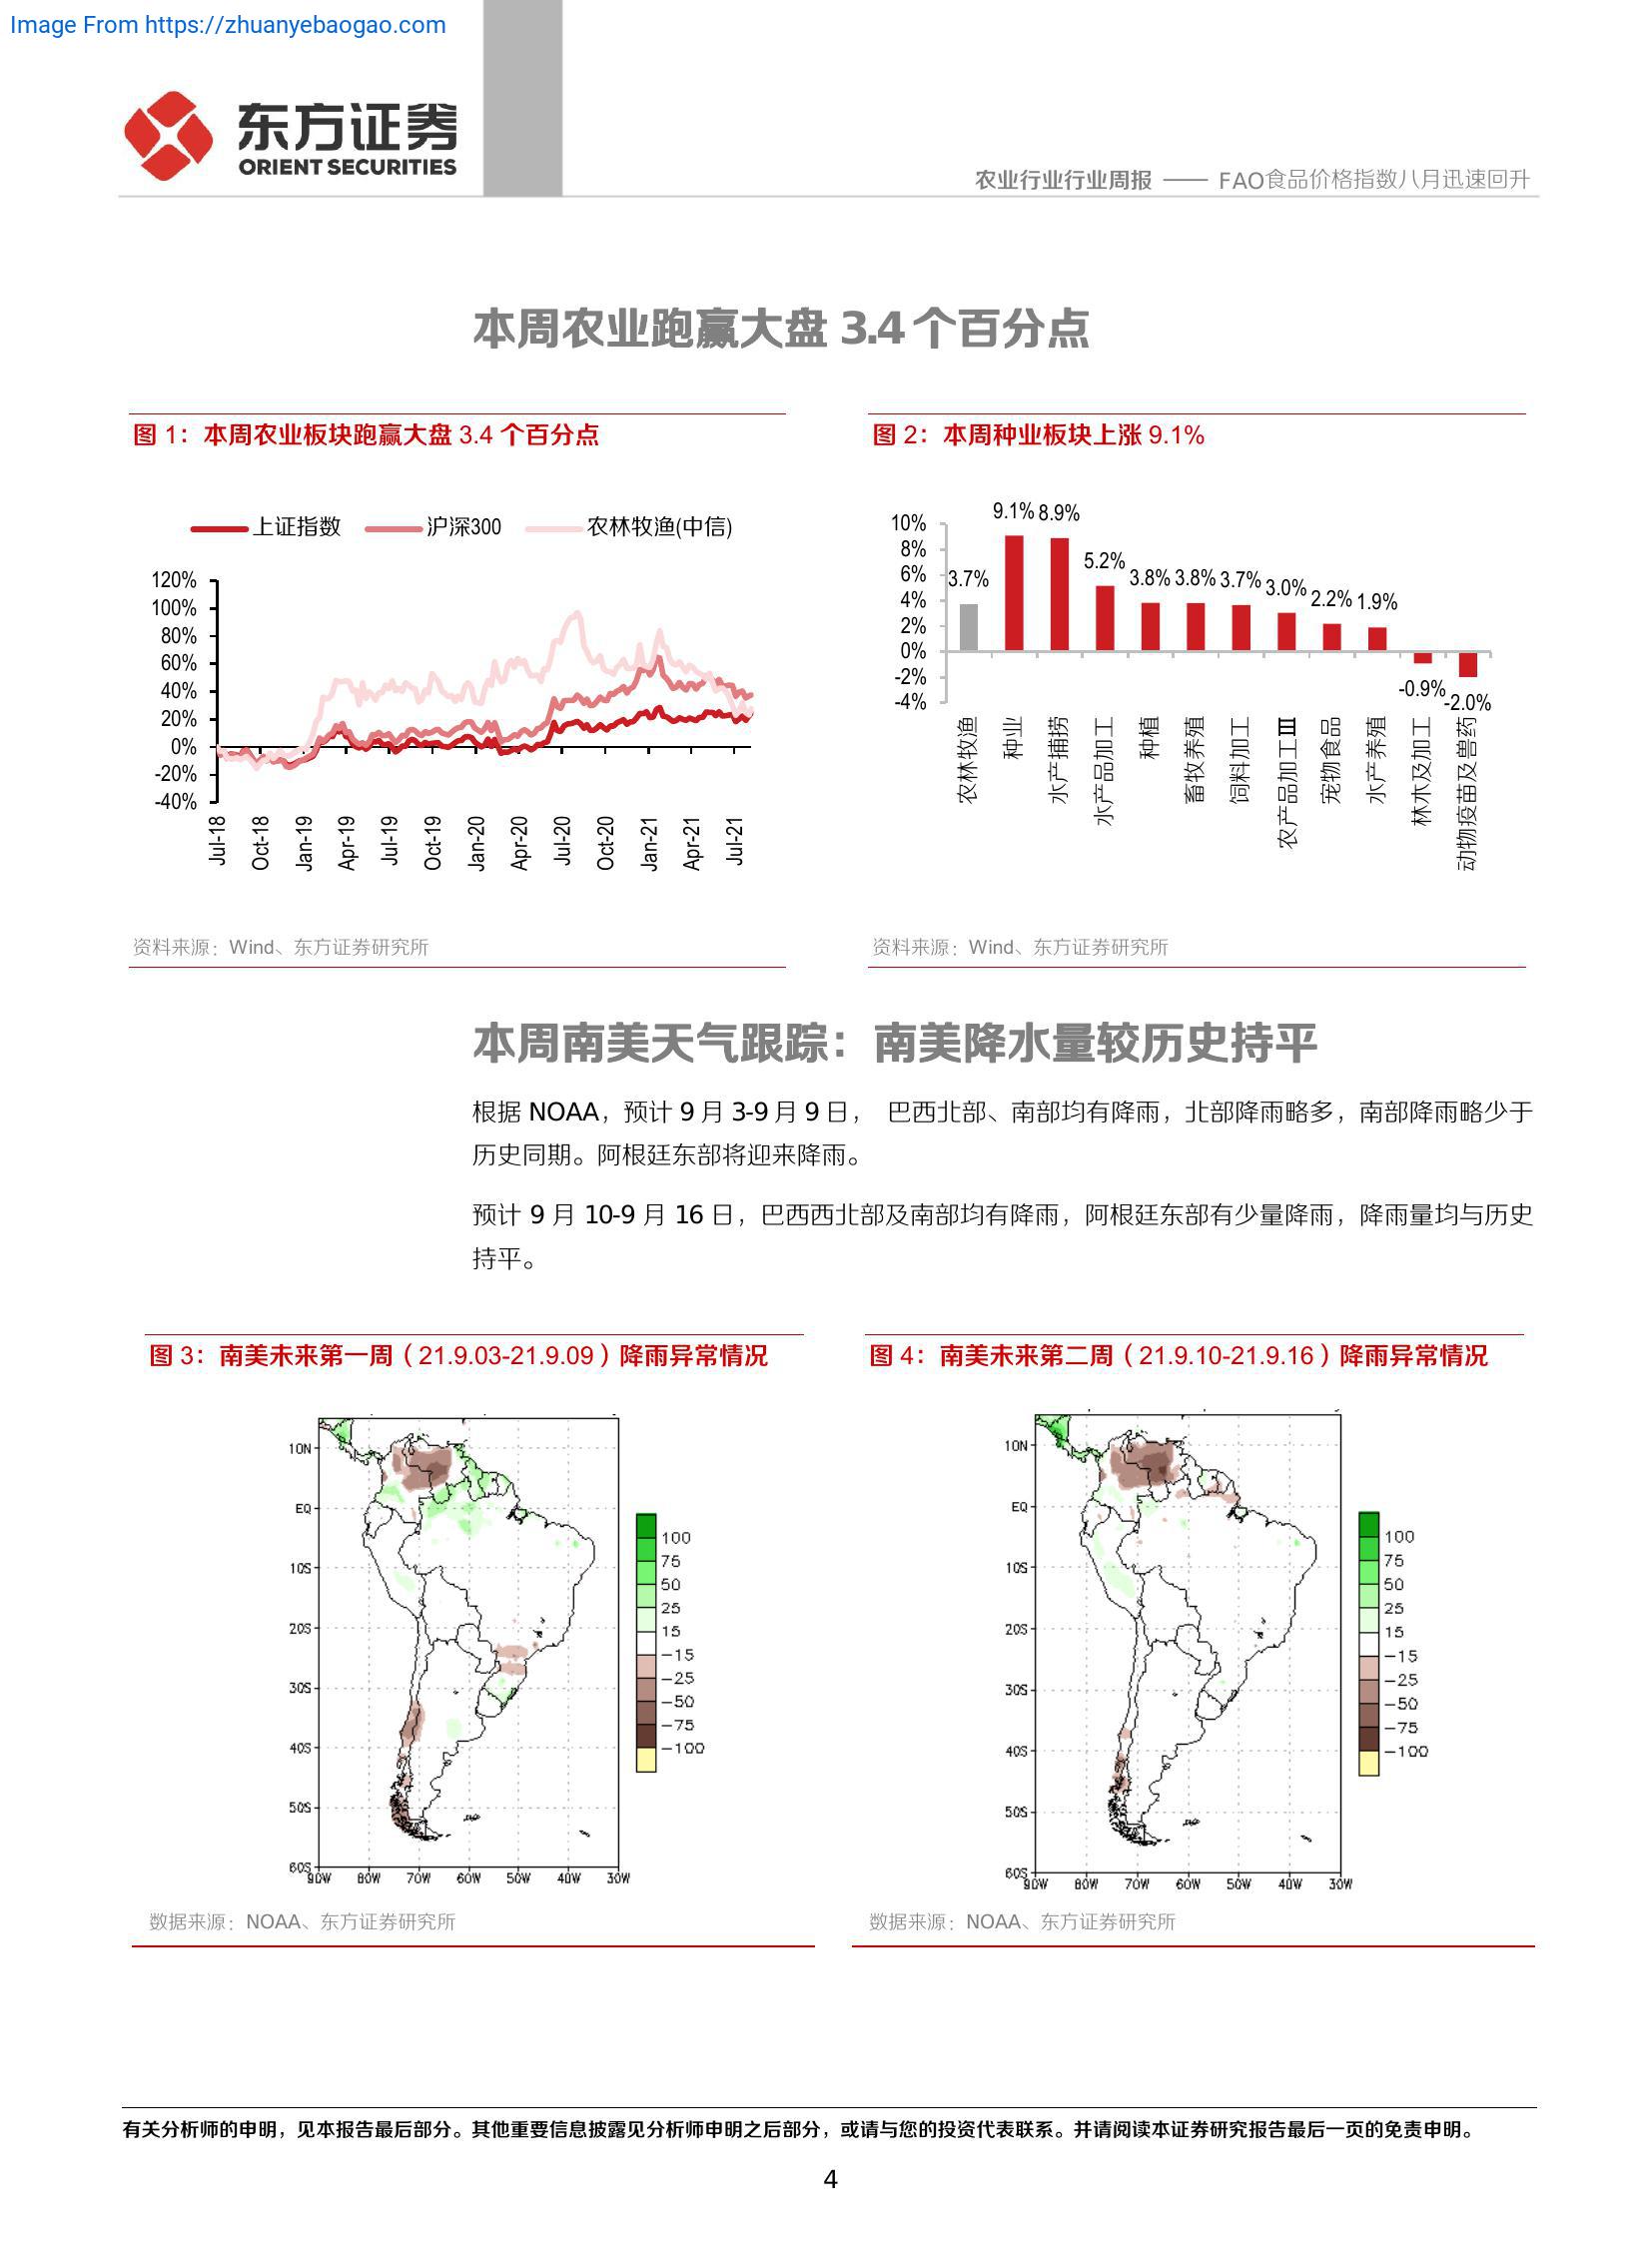 Image From https://zhuanyebaogao.com
东方证券
ORIENT SECURITIES
农业行业行业周报 —— FAO食品价格指数八月迅速回升
本周农业跑赢大盘 3.4 个百分点
图 1：本周农业板块跑赢大盘 3.4 个百分点
上证指数 沪深300 农林牧渔(中信)
120%
100%
80%
60%
40%
20%
0%
-20%
-40%
Jul-18 Oct-18 Jan-19 Apr-19 Jul-19 Oct-19 Jan-20 Apr-20 Jul-20 Oct-20 Jan-21 Apr-21 Jul-21
资料来源：Wind、东方证券研究所
图 2：本周种业板块上涨 9.1%
10%
8%
6%
4%
2%
0%
-2%
-4%
3.7% 9.1% 8.9% 5.2% 3.8% 3.8% 3.7% 3.0% 2.2% 1.9% -0.9% -2.0%
农林牧渔 种业 水产捕捞 水产品加工 种植 畜牧养殖 饲料加工 农产品加工Ⅲ 宠物食品 水产养殖 林木及加工 动物疫苗及兽药
资料来源：Wind、东方证券研究所
本周南美天气跟踪：南美降水量较历史持平
根据 NOAA，预计 9 月 3-9 月 9 日， 巴西北部、南部均有降雨，北部降雨略多，南部降雨略少于
历史同期。阿根廷东部将迎来降雨。
预计 9 月 10-9 月 16 日，巴西西北部及南部均有降雨，阿根廷东部有少量降雨，降雨量均与历史
持平。
图 3：南美未来第一周（21.9.03-21.9.09）降雨异常情况
10N
EQ
10S
20S
30S
40S
50S
60S
90W 80W 70W 60W 50W 40W 30W
100
75
50
25
15
-15
-25
-50
-75
-100
数据来源：NOAA、东方证券研究所
图 4：南美未来第二周（21.9.10-21.9.16）降雨异常情况
10N
EQ
10S
20S
30S
40S
50S
60S
90W 80W 70W 60W 50W 40W 30W
100
75
50
25
15
-15
-25
-50
-75
-100
数据来源：NOAA、东方证券研究所
有关分析师的申明，见本报告最后部分。其他重要信息披露见分析师申明之后部分，或请与您的投资代表联系。并请阅读本证券研究报告最后一页的免责申明。
4